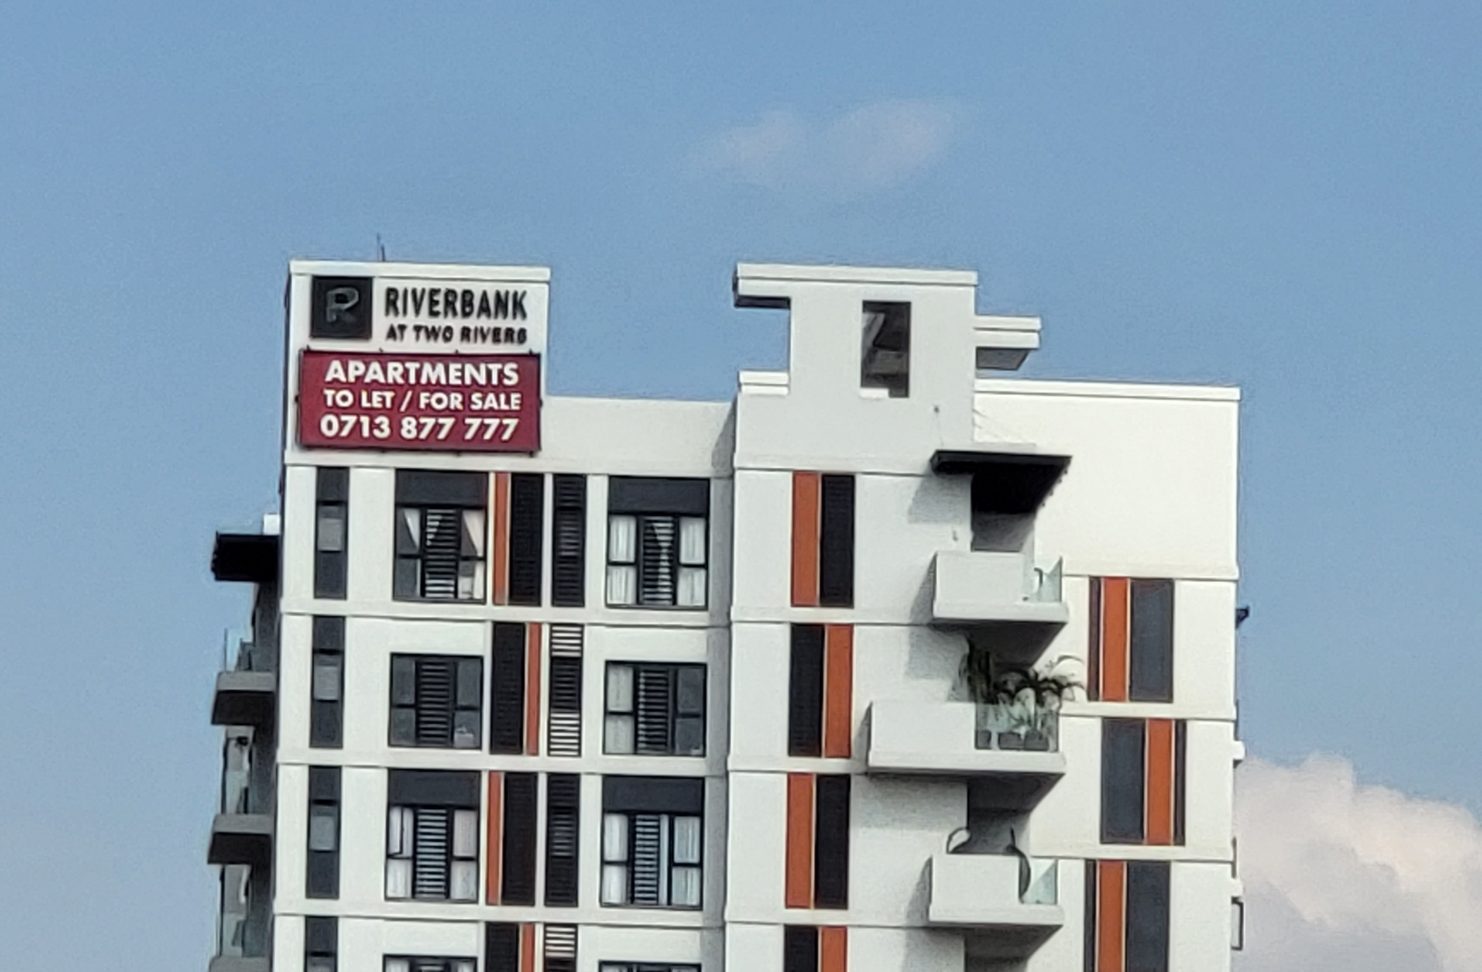 R
RIVERBANK
AT TWO RIVERS
APARTMENTS
TO LET / FOR SALE
0713 877 777